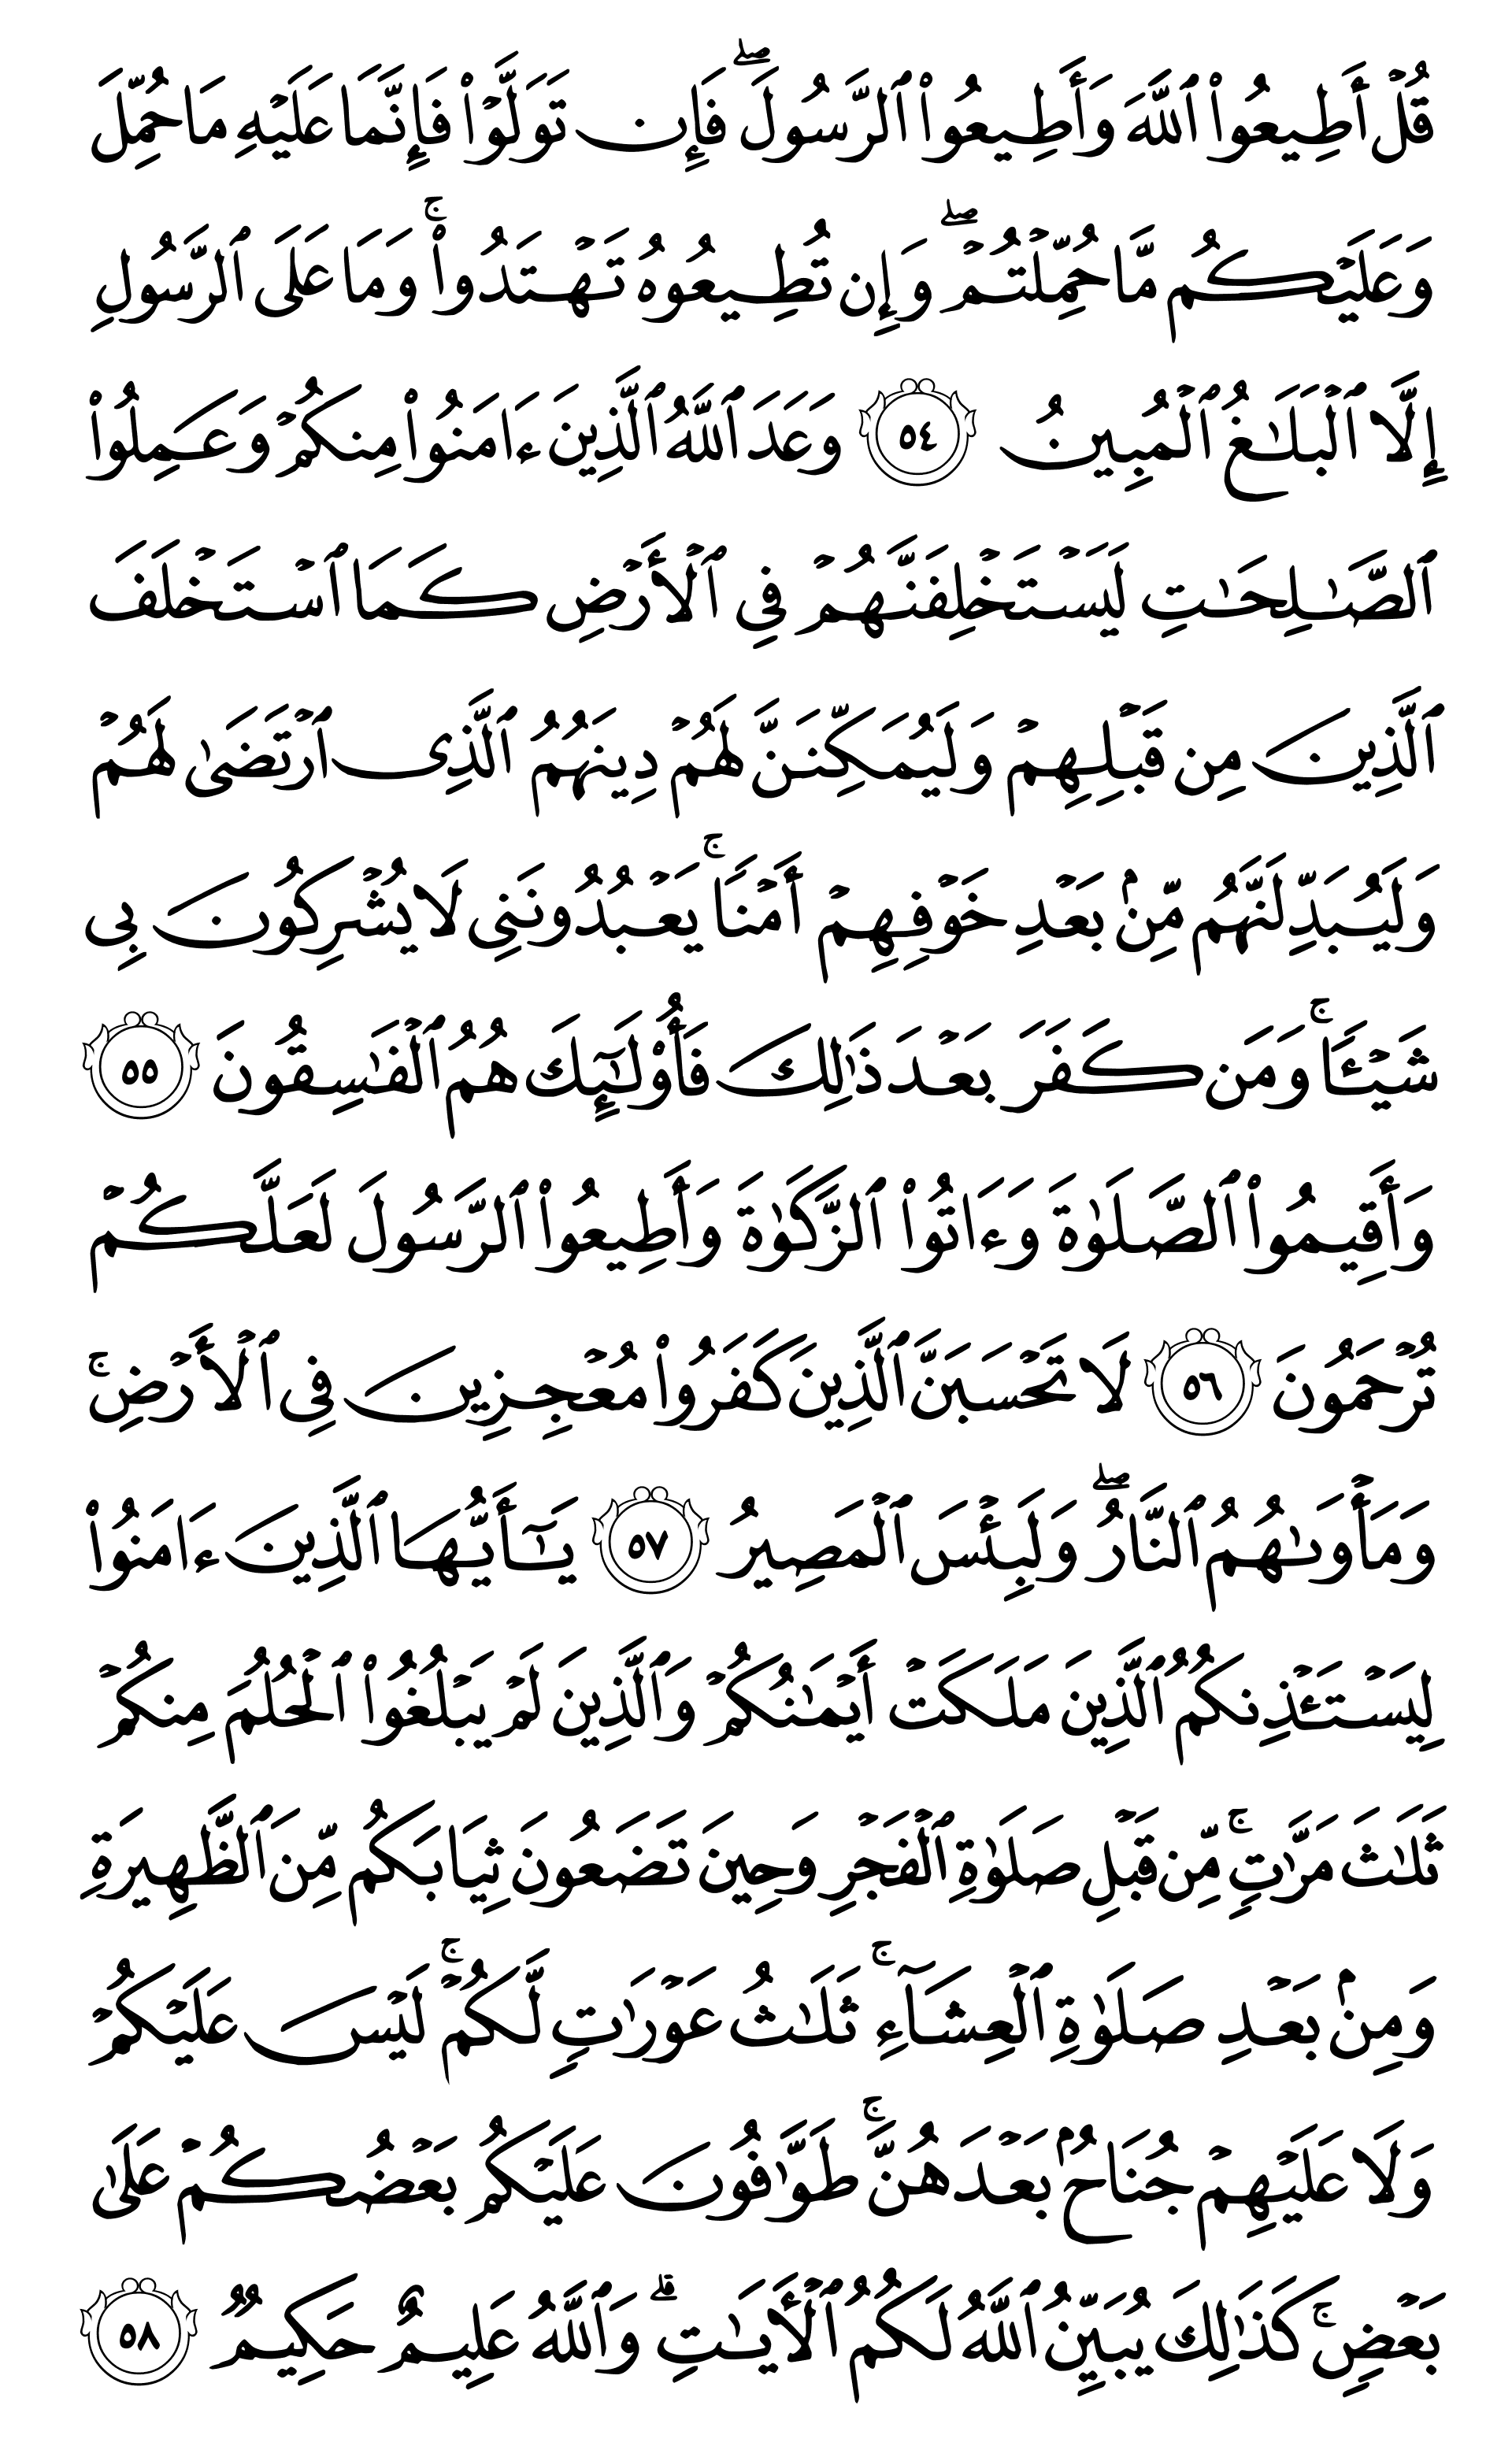 قُلْ أَطِيعُوا۟ ٱللَّهَ وَأَطِيعُوا۟ ٱلرَّسُولَ ۖ فَإِن تَوَلَّوْا۟ فَإِنَّمَا عَلَيْهِ مَا حُمِّلَ
وَعَلَيْكُم مَّا حُمِّلْتُمْ ۖ وَإِن تُطِيعُوهُ تَهْتَدُوا۟ ۚ وَمَا عَلَى ٱلرَّسُولِ
إِلَّا ٱلْبَلَـٰغُ ٱلْمُبِينُ ٥٤ وَعَدَ ٱللَّهُ ٱلَّذِينَ ءَامَنُوا۟ مِنكُمْ وَعَمِلُوا۟
ٱلصَّـٰلِحَـٰتِ لَيَسْتَخْلِفَنَّهُمْ فِي ٱلْأَرْضِ كَمَا ٱسْتَخْلَفَ
ٱلَّذِينَ مِن قَبْلِهِمْ وَلَيُمَكِّنَنَّ لَهُمْ دِينَهُمُ ٱلَّذِى ٱرْتَضَىٰ لَهُمْ
وَلَيُبَدِّلَنَّهُم مِّنۢ بَعْدِ خَوْفِهِمْ أَمْنًا ۚ يَعْبُدُونَنِي لَا يُشْرِكُونَ بِي
شَيْـًٔا ۚ وَمَن كَفَرَ بَعْدَ ذَٰلِكَ فَأُو۟لَـٰٓئِكَ هُمُ ٱلْفَـٰسِقُونَ ٥٥
وَأَقِيمُوا۟ ٱلصَّلَوٰةَ وَءَاتُوا۟ ٱلزَّكَوٰةَ وَأَطِيعُوا۟ ٱلرَّسُولَ لَعَلَّكُمْ
تُرْحَمُونَ ٥٦ لَا تَحْسَبَنَّ ٱلَّذِينَ كَفَرُوا۟ مُعْجِزِينَ فِي ٱلْأَرْضِ ۚ
وَمَأْوَىٰهُمُ ٱلنَّارُ ۖ وَلَبِئْسَ ٱلْمَصِيرُ ٥٧ يَـٰٓأَيُّهَا ٱلَّذِينَ ءَامَنُوا۟
لِيَسْتَـْٔذِنكُمُ ٱلَّذِينَ مَلَكَتْ أَيْمَـٰنُكُمْ وَٱلَّذِينَ لَمْ يَبْلُغُوا۟ ٱلْحُلُمَ مِنكُمْ
ثَلَـٰثَ مَرَّٰتٍ ۚ مِّن قَبْلِ صَلَوٰةِ ٱلْفَجْرِ وَحِينَ تَضَعُونَ ثِيَابَكُم مِّنَ ٱلظَّهِيرَةِ
وَمِنۢ بَعْدِ صَلَوٰةِ ٱلْعِشَآءِ ۚ ثَلَـٰثُ عَوْرَٰتٍ لَّكُمْ ۚ لَيْسَ عَلَيْكُمْ
وَلَا عَلَيْهِمْ جُنَاحٌۢ بَعْدَهُنَّ ۚ طَوَّٰفُونَ عَلَيْكُم بَعْضُكُمْ عَلَىٰ
بَعْضٍ ۚ كَذَٰلِكَ يُبَيِّنُ ٱللَّهُ لَكُمُ ٱلْـَٔايَـٰتِ ۗ وَٱللَّهُ عَلِيمٌ حَكِيمٌ ٥٨